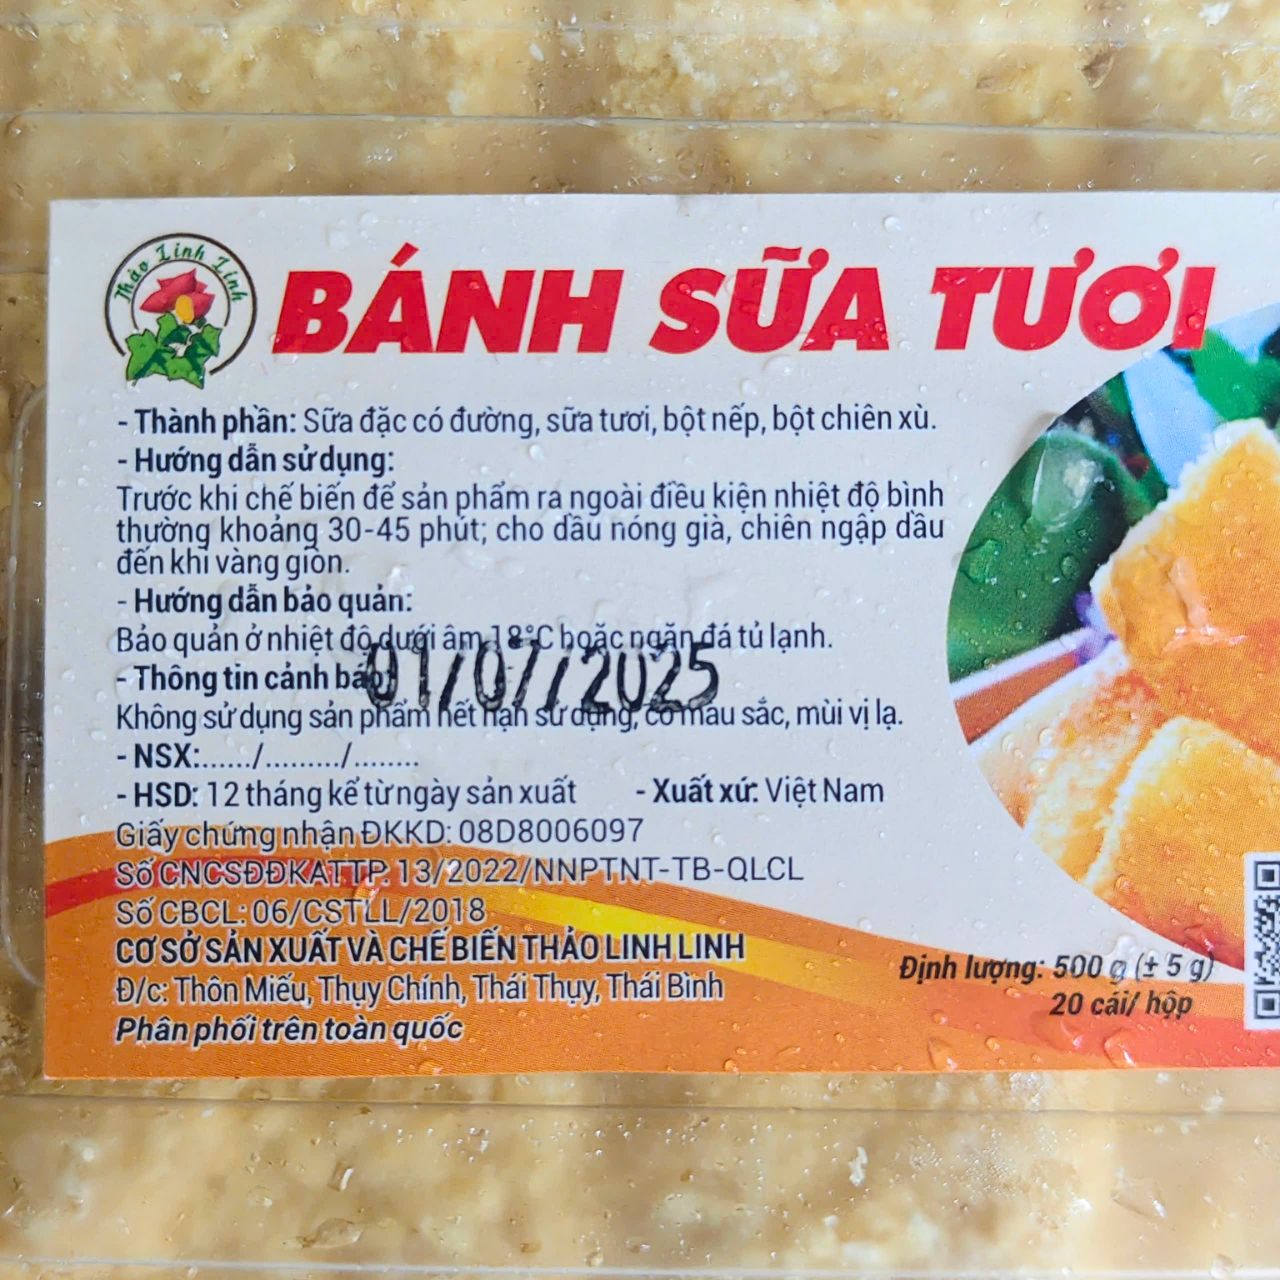 Thảo Linh Linh
BÁNH SỮA TƯƠI
- Thành phần: Sữa đặc có đường, sữa tươi, bột nếp, bột chiên xù.
- Hướng dẫn sử dụng:
Trước khi chế biến để sản phẩm ra ngoài điều kiện nhiệt độ bình
thường khoảng 30-45 phút; cho dầu nóng già, chiên ngập dầu
đến khi vàng giòn.
- Hướng dẫn bảo quản:
Bảo quản ở nhiệt độ dưới âm 18°C hoặc ngăn đá tủ lạnh.
01/07/2025
- Thông tin cảnh báo:
Không sử dụng sản phẩm hết hạn sử dụng, có màu sắc, mùi vị lạ.
- NSX:....../........./........
- HSD: 12 tháng kể từ ngày sản xuất - Xuất xứ: Việt Nam
Giấy chứng nhận ĐKKD: 08D8006097
Số CNCSĐĐKATTP: 13/2022/NNPTNT-TB-QLCL
Số CBCL: 06/CSTLL/2018
CƠ SỞ SẢN XUẤT VÀ CHẾ BIẾN THẢO LINH LINH
Đ/c: Thôn Miếu, Thụy Chính, Thái Thụy, Thái Bình
Phân phối trên toàn quốc
Định lượng: 500 g (± 5 g)
20 cái/ hộp